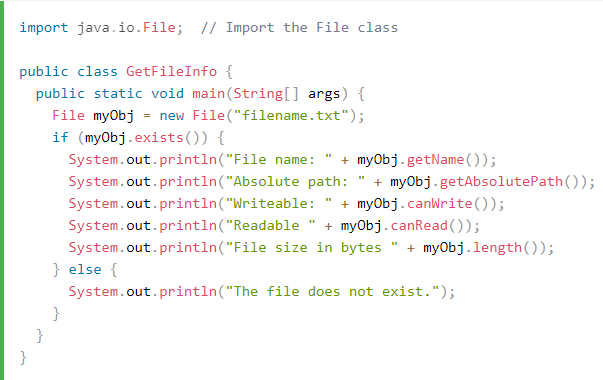 import java.io.File;  // Import the File class

public class GetFileInfo {
  public static void main(String[] args) {
    File myObj = new File("filename.txt");
    if (myObj.exists()) {
      System.out.println("File name: " + myObj.getName());
      System.out.println("Absolute path: " + myObj.getAbsolutePath());
      System.out.println("Writeable: " + myObj.canWrite());
      System.out.println("Readable " + myObj.canRead());
      System.out.println("File size in bytes " + myObj.length());
    } else {
      System.out.println("The file does not exist.");
    }
  }
}